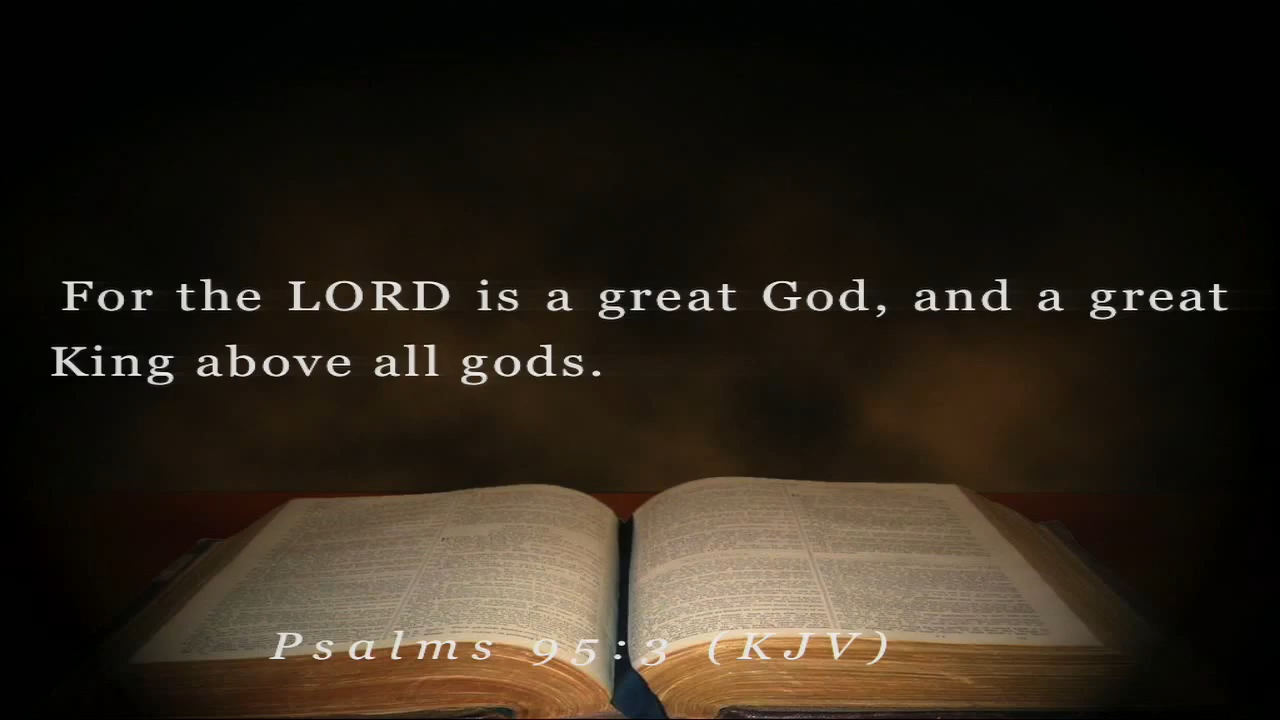 For the LORD is a great God, and a great
King above all gods.
Psalms 95:3 (KJV)